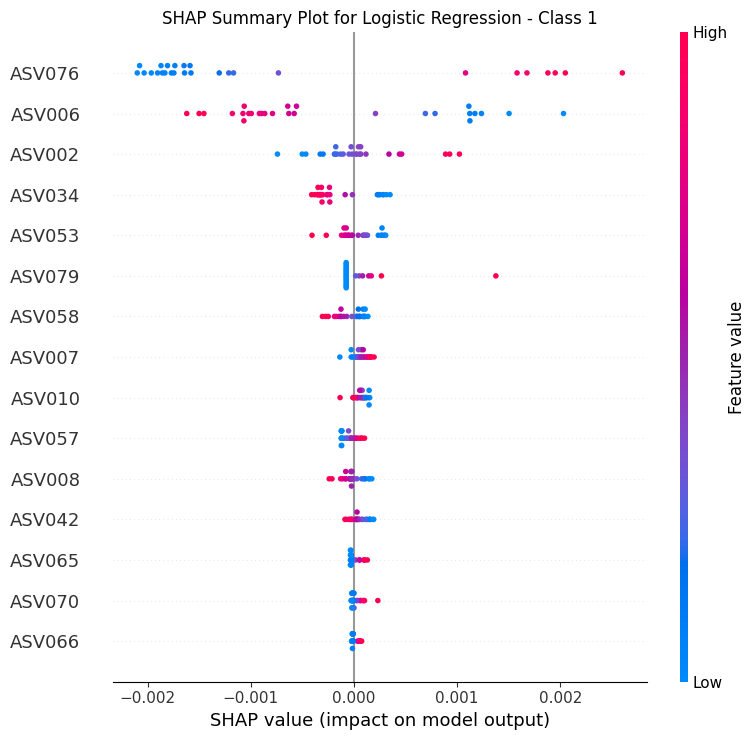 SHAP Summary Plot for Logistic Regression - Class 1
High
ASV076
ASV006
ASV002
ASV034
ASV053
ASV079
ASV058
ASV007
ASV010
ASV057
ASV008
ASV042
ASV065
ASV070
ASV066
Feature value
Low
−0.002 −0.001 0.000 0.001 0.002
SHAP value (impact on model output)